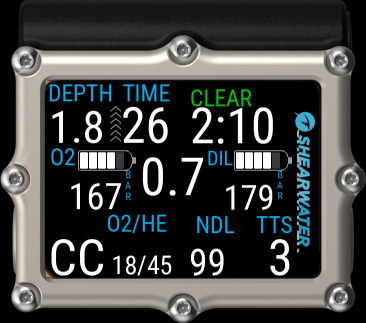 DEPTH TIME CLEAR
1.8 26 2:10
O2 0.7 DIL
167 BAR 179 BAR
O2/HE NDL TTS
CC 18/45 99 3
SHEARWATER